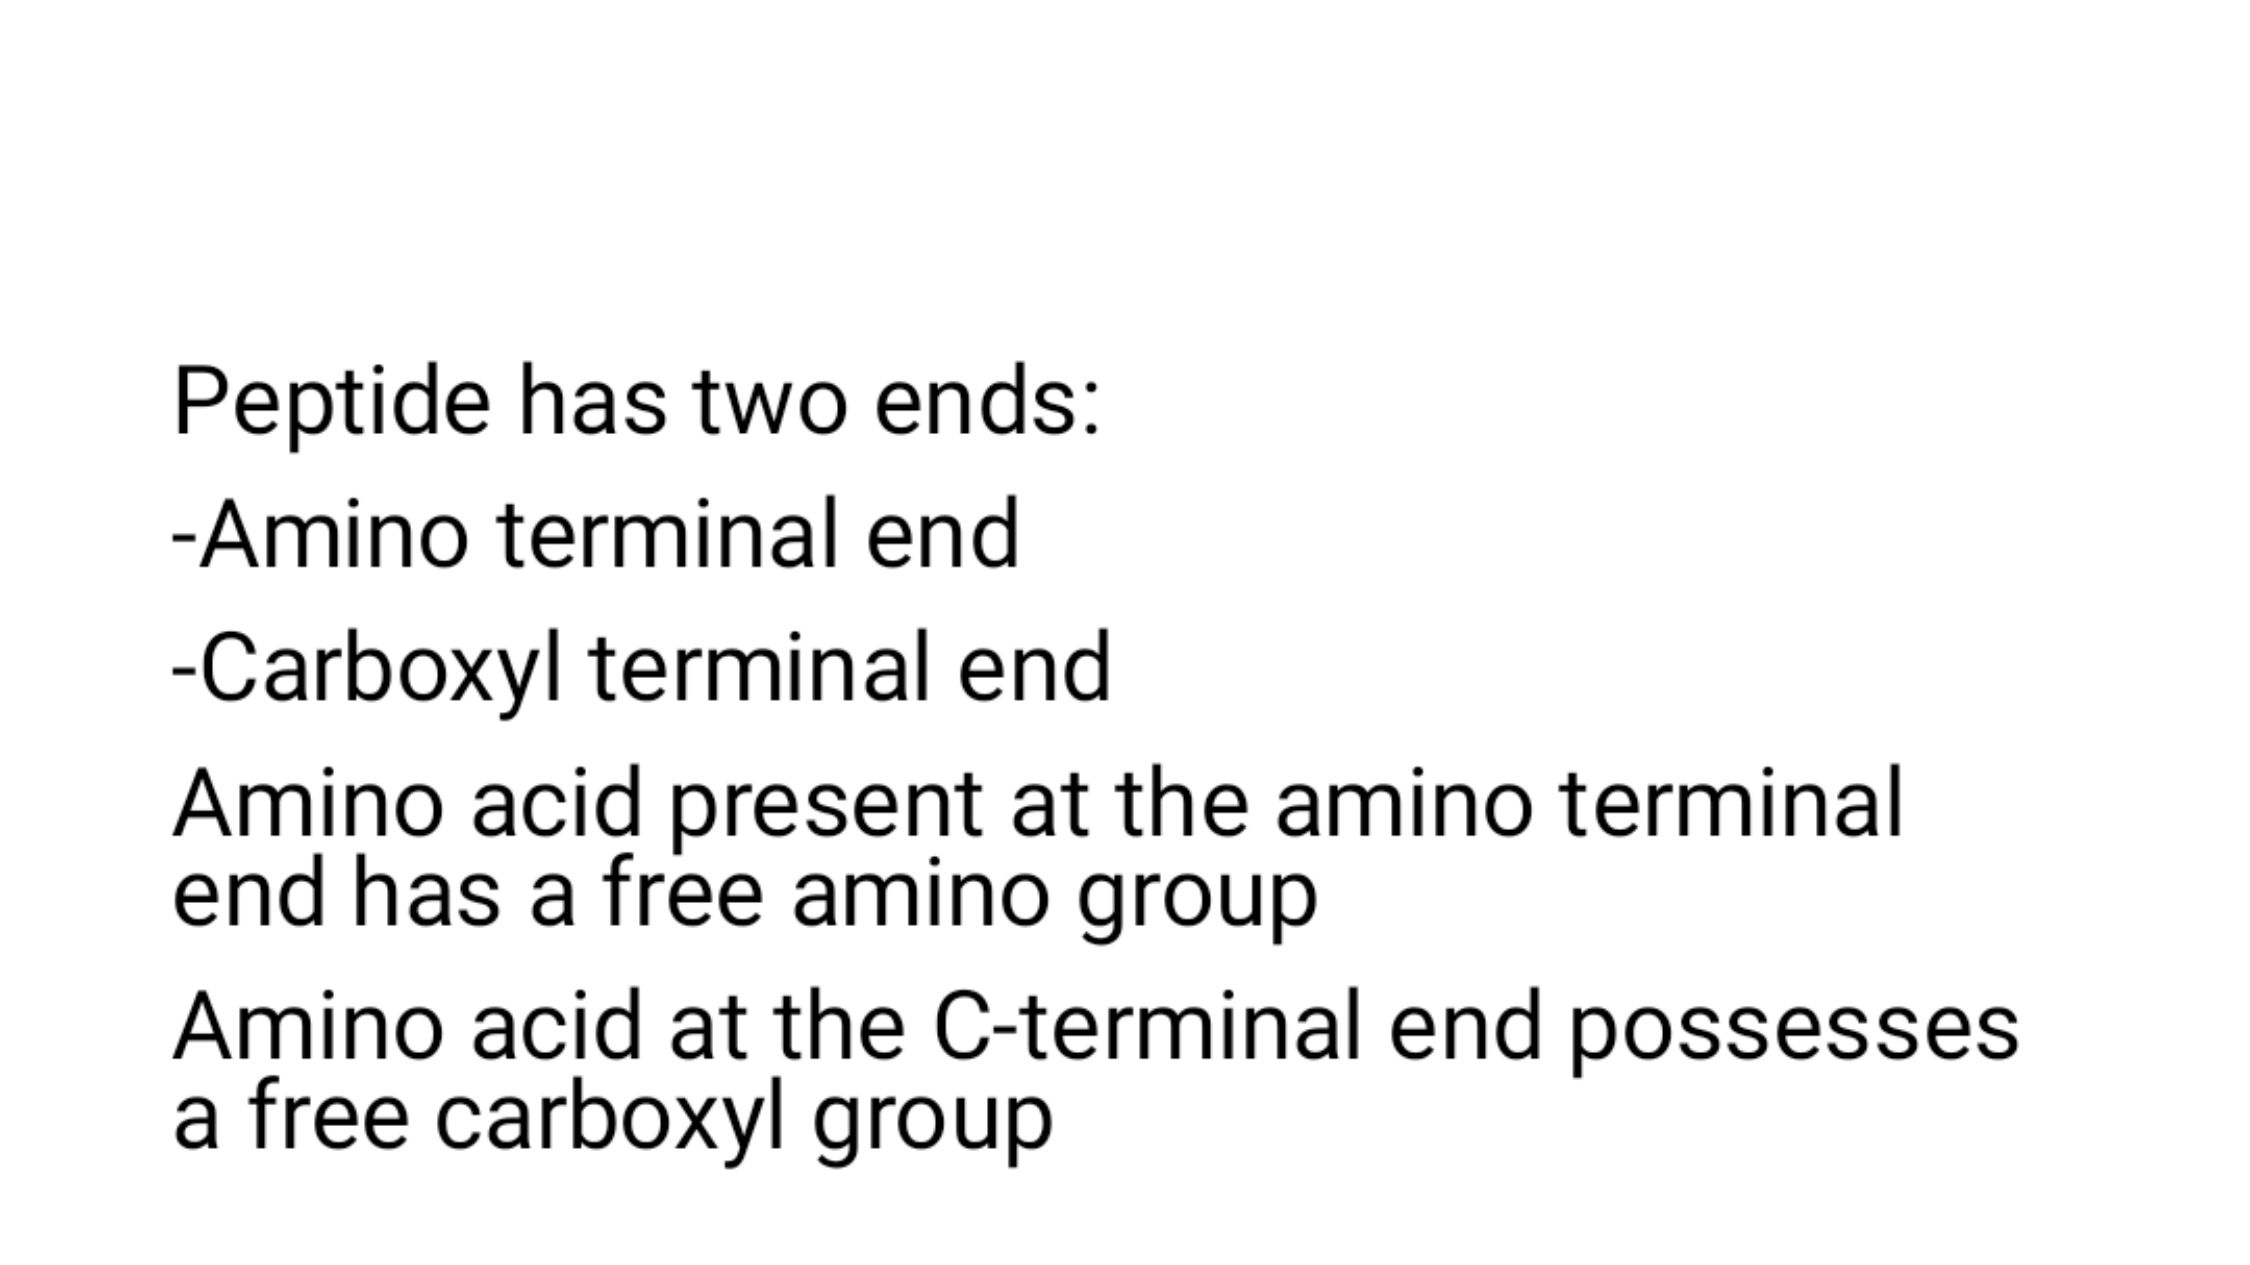 Peptide has two ends:
-Amino terminal end
-Carboxyl terminal end
Amino acid present at the amino terminal
end has a free amino group
Amino acid at the C-terminal end possesses
a free carboxyl group